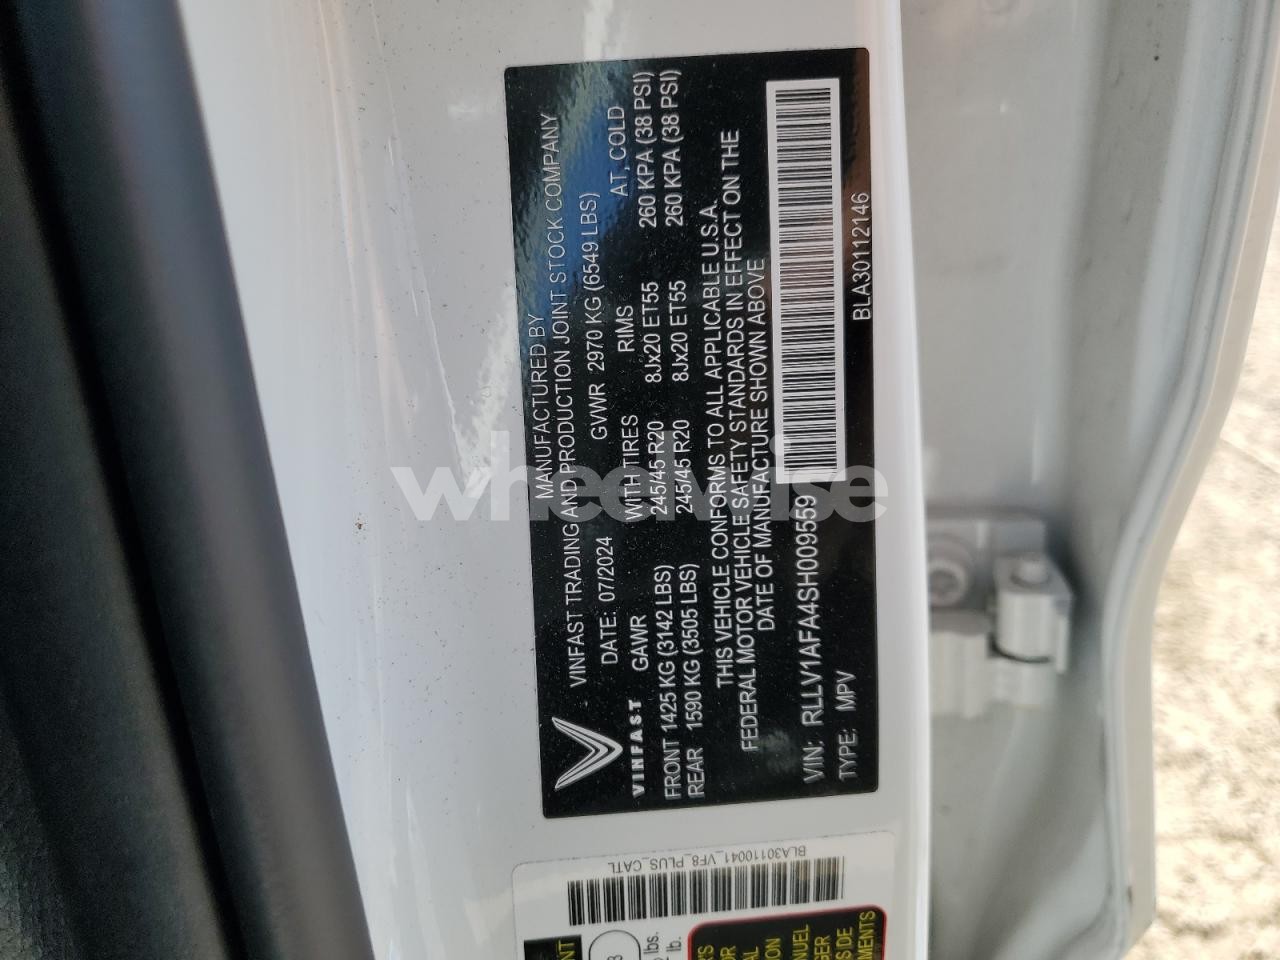 MANUFACTURED BY
VINFAST TRADING AND PRODUCTION JOINT STOCK COMPANY
DATE: 07/2024 GVWR 2970 KG (6549 LBS)
GAWR WITH TIRES RIMS AT, COLD
FRONT 1425 KG (3142 LBS) 245/45 R20 8Jx20 ET55 260 KPA (38 PSI)
REAR 1590 KG (3505 LBS) 245/45 R20 8Jx20 ET55 260 KPA (38 PSI)
VINFAST
THIS VEHICLE CONFORMS TO ALL APPLICABLE U.S.A.
FEDERAL MOTOR VEHICLE SAFETY STANDARDS IN EFFECT ON THE
DATE OF MANUFACTURE SHOWN ABOVE
VIN: RLLV1AFA4SH009559
TYPE: MPV
BLA30112146
BLA30110041_VF8_PLUS_CATL
wheelwise
lbs.
lb.